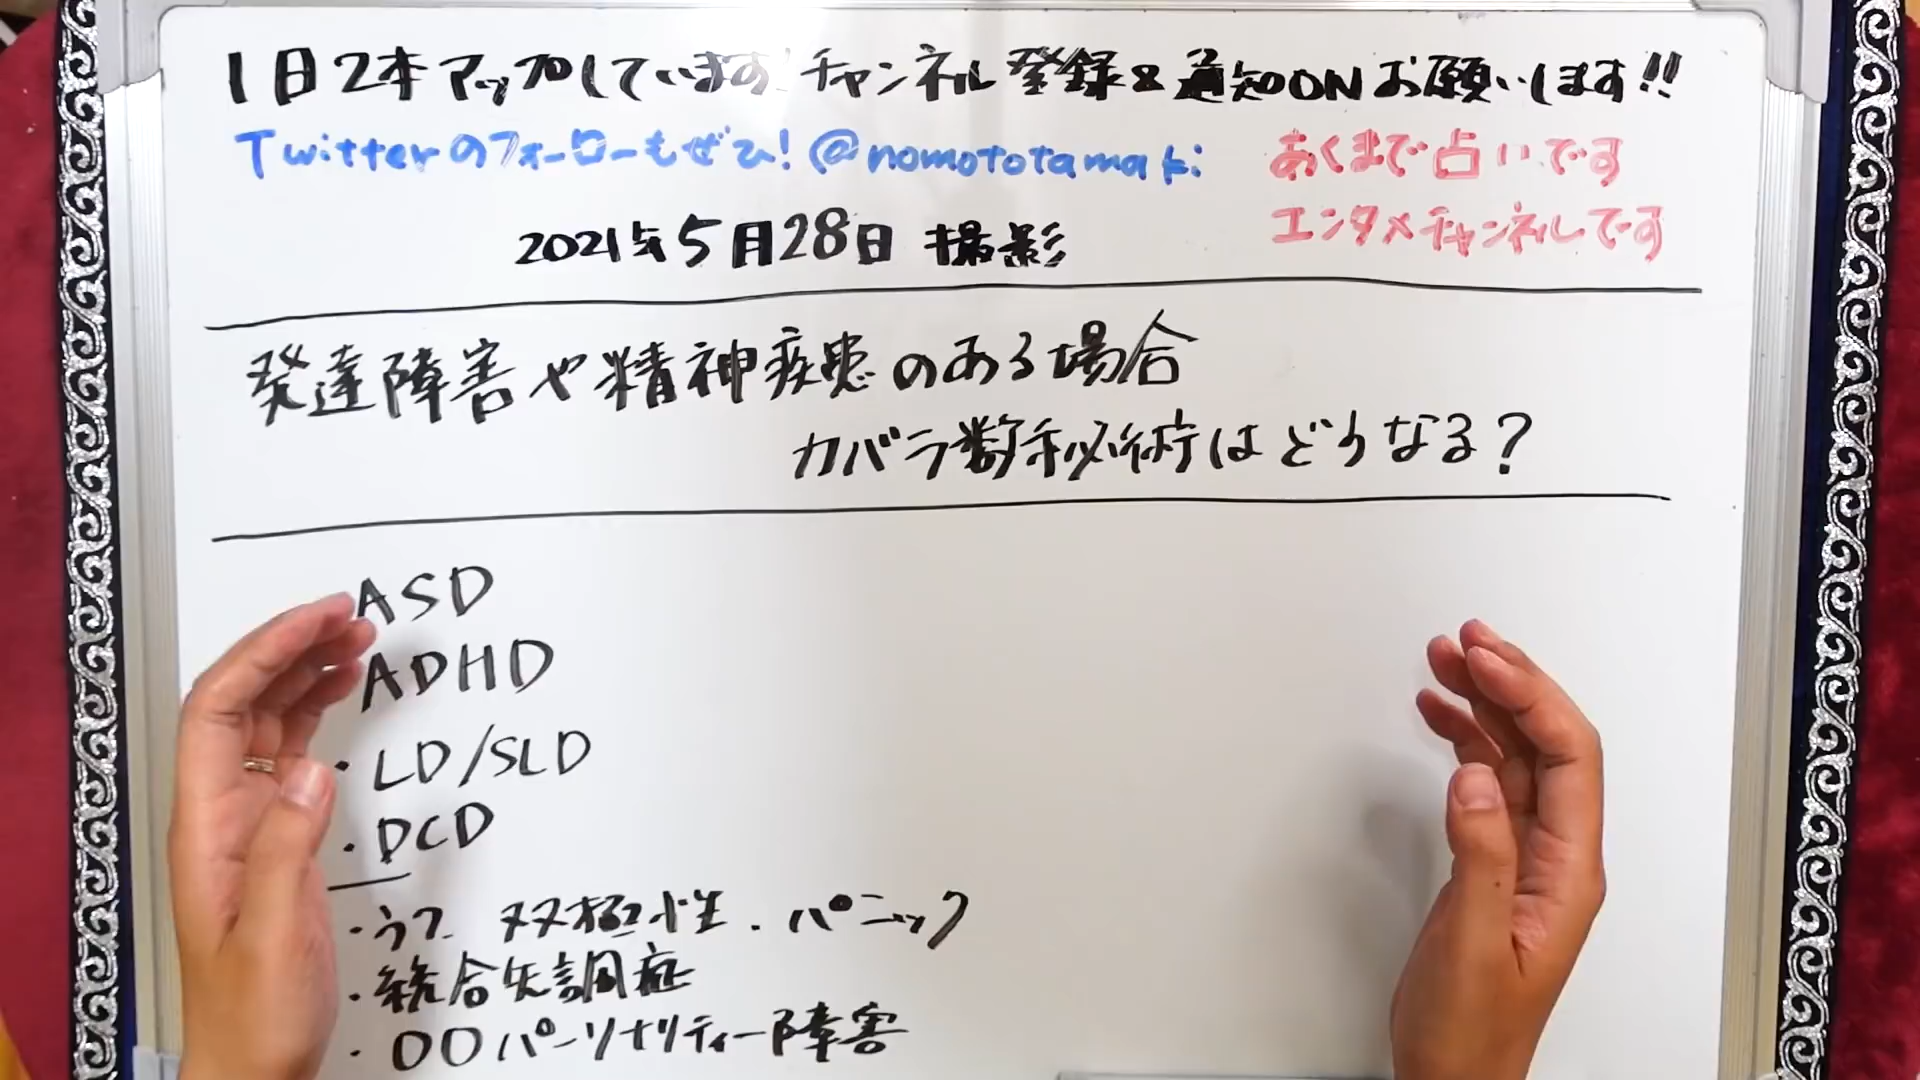 1日2本アップしています!チャンネル登録&通知ONお願いします!!
Twitterのフォローもぜひ!@nomototamaki
あくまで占いです
エンタメチャンネルです
2021年5月28日 撮影
発達障害や精神疾患のある場合
カバラ数秘術はどうなる?
ASD
ADHD
・LD/SLD
・DCD
・うつ 双極性.パニック
・統合失調症
・〇〇パーソナリティー障害